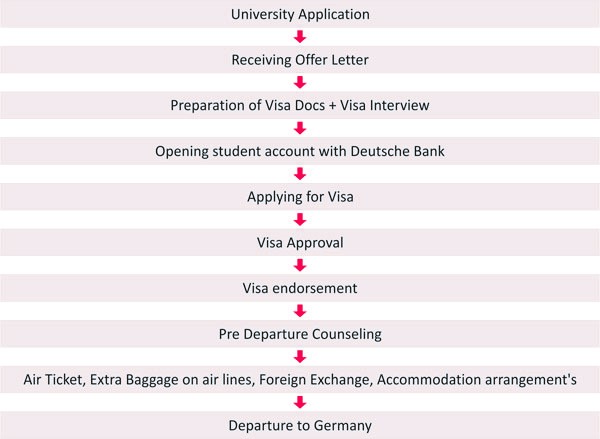 University Application
Receiving Offer Letter
Preparation of Visa Docs + Visa Interview
Opening student account with Deutsche Bank
Applying for Visa
Visa Approval
Visa endorsement
Pre Departure Counseling
Air Ticket, Extra Baggage on air lines, Foreign Exchange, Accommodation arrangement's
Departure to Germany